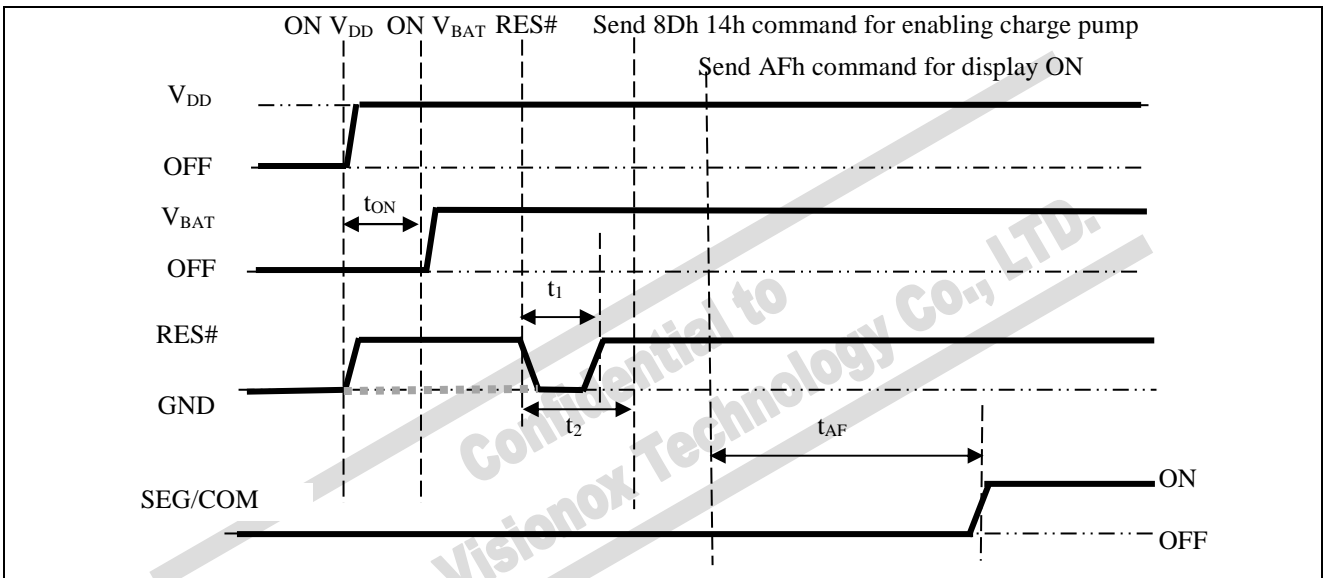 ON VDD ON VBAT RES# Send 8Dh 14h command for enabling charge pump
Send AFh command for display ON
VDD
OFF
tON
VBAT
OFF
t1
RES#
GND
t2
tAF
SEG/COM
ON
OFF
Confidential to
Visionox Technology Co., LTD.